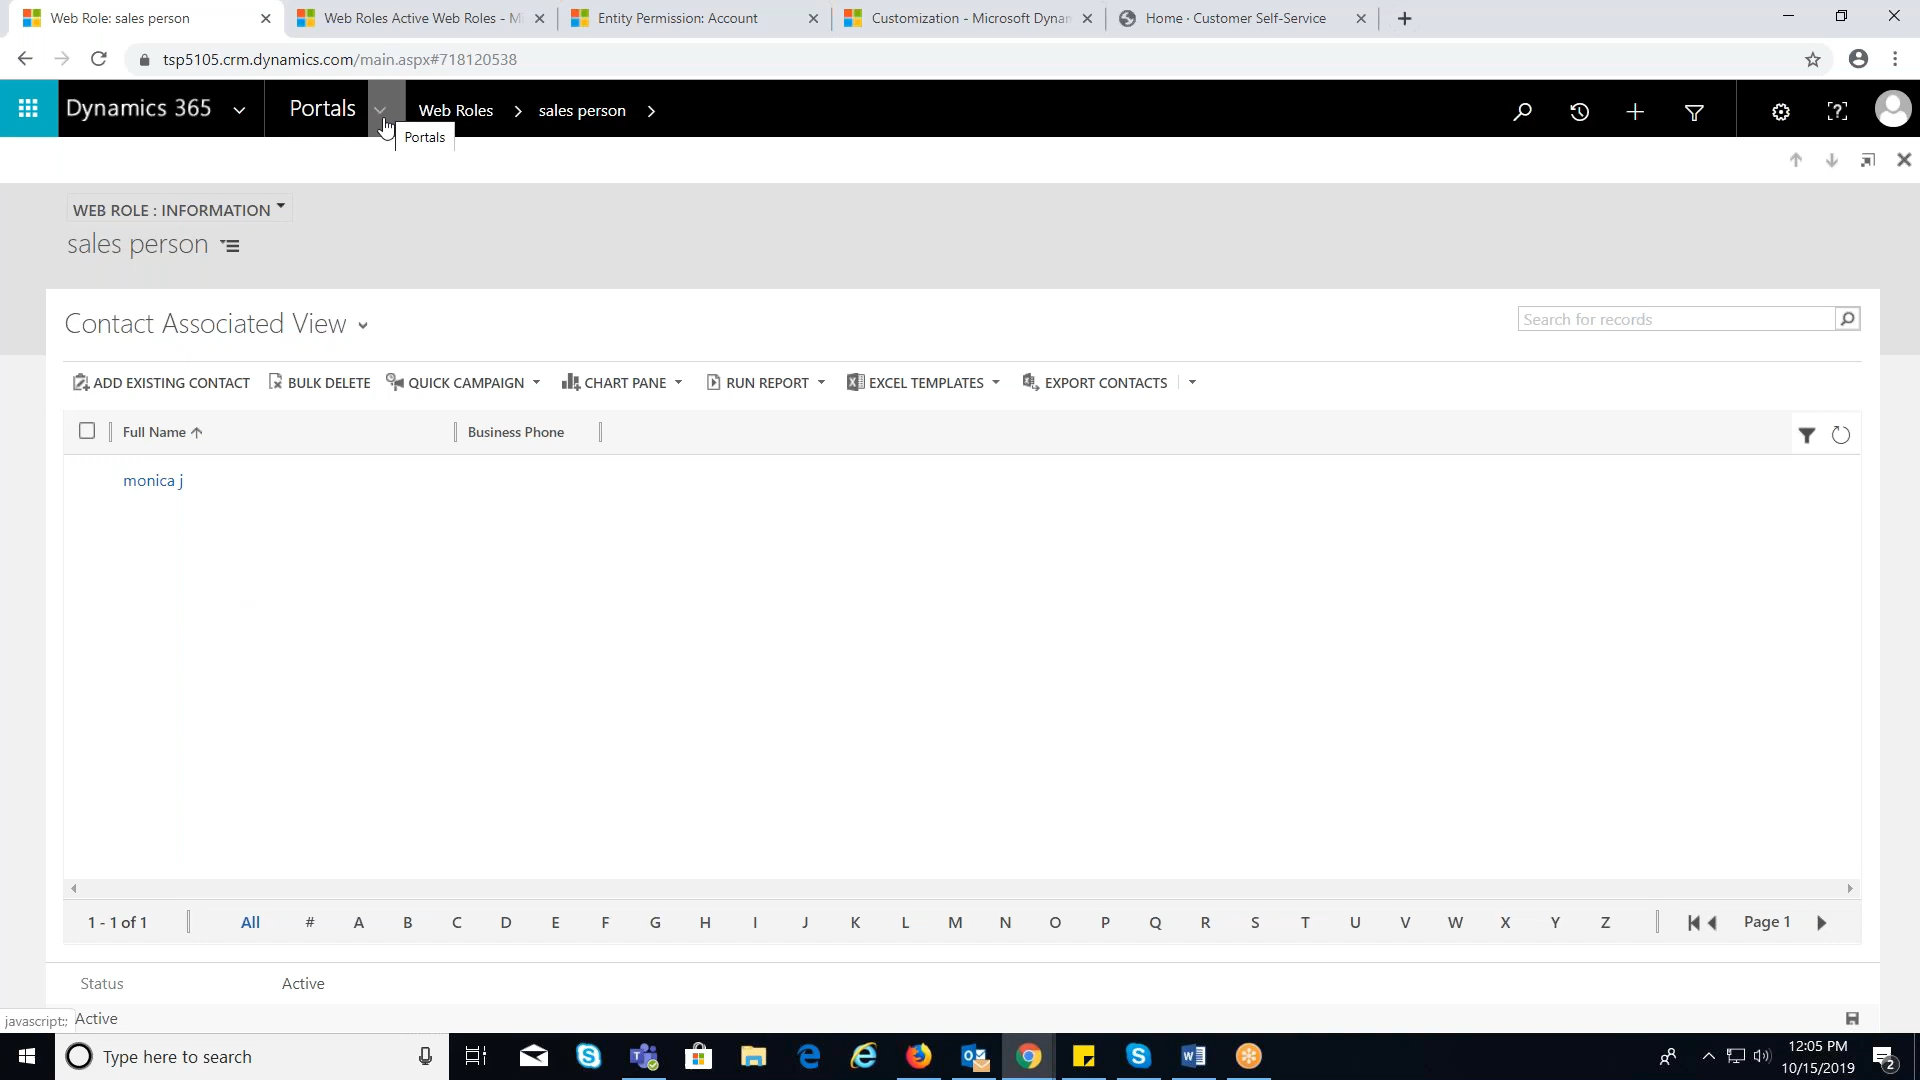 Web Role: sales person
Web Roles Active Web Roles - Mi
Entity Permission: Account
Customization - Microsoft Dynan
Home · Customer Self-Service
tsp5105.crm.dynamics.com/main.aspx#718120538
Dynamics 365
Portals
Web Roles
sales person
Portals
WEB ROLE : INFORMATION
sales person
Contact Associated View
Search for records
ADD EXISTING CONTACT
BULK DELETE
QUICK CAMPAIGN
CHART PANE
RUN REPORT
EXCEL TEMPLATES
EXPORT CONTACTS
Full Name
Business Phone
monica j
1 - 1 of 1
All # A B C D E F G H I J K L M N O P Q R S T U V W X Y Z
Page 1
Status
Active
javascript:;
Active
Type here to search
12:05 PM
10/15/2019
2